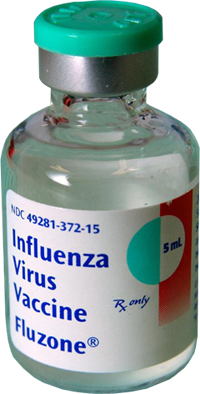 NDC 49281-372-15
Influenza
Virus
Vaccine
Fluzone®
5 mL
Rx only